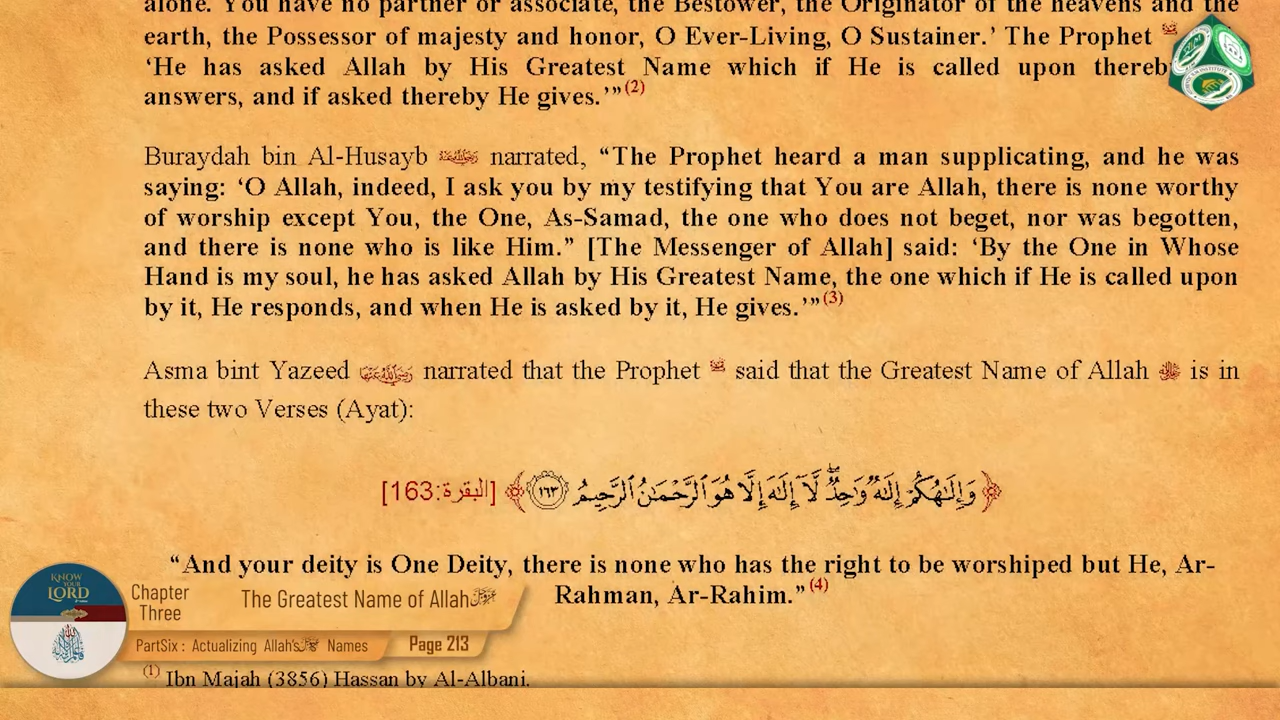 alone. You have no partner or associate, the Bestower, the Originator of the heavens and the
earth, the Possessor of majesty and honor, O Ever-Living, O Sustainer.’ The Prophet ﷺ
‘He has asked Allah by His Greatest Name which if He is called upon thereb
answers, and if asked thereby He gives.’”(2)
Buraydah bin Al-Husayb narrated, “The Prophet heard a man supplicating, and he was
saying: ‘O Allah, indeed, I ask you by my testifying that You are Allah, there is none worthy
of worship except You, the One, As-Samad, the one who does not beget, nor was begotten,
and there is none who is like Him.” [The Messenger of Allah] said: ‘By the One in Whose
Hand is my soul, he has asked Allah by His Greatest Name, the one which if He is called upon
by it, He responds, and when He is asked by it, He gives.’”(3)
Asma bint Yazeed narrated that the Prophet ﷺ said that the Greatest Name of Allah is in
these two Verses (Ayat):
﴿وَإِلَٰهُكُمْ إِلَٰهٌ وَٰحِدٌ ۖ لَّآ إِلَٰهَ إِلَّا هُوَ ٱلرَّحْمَٰنُ ٱلرَّحِيمُ ١٦٣﴾ [البقرة:163]
“And your deity is One Deity, there is none who has the right to be worshiped but He, Ar-
Rahman, Ar-Rahim.”(4)
KNOW
YOUR
LORD
Chapter
Three
The Greatest Name of Allah
PartSix : Actualizing Allah's Names
Page 213
(1) Ibn Majah (3856) Hassan by Al-Albani.